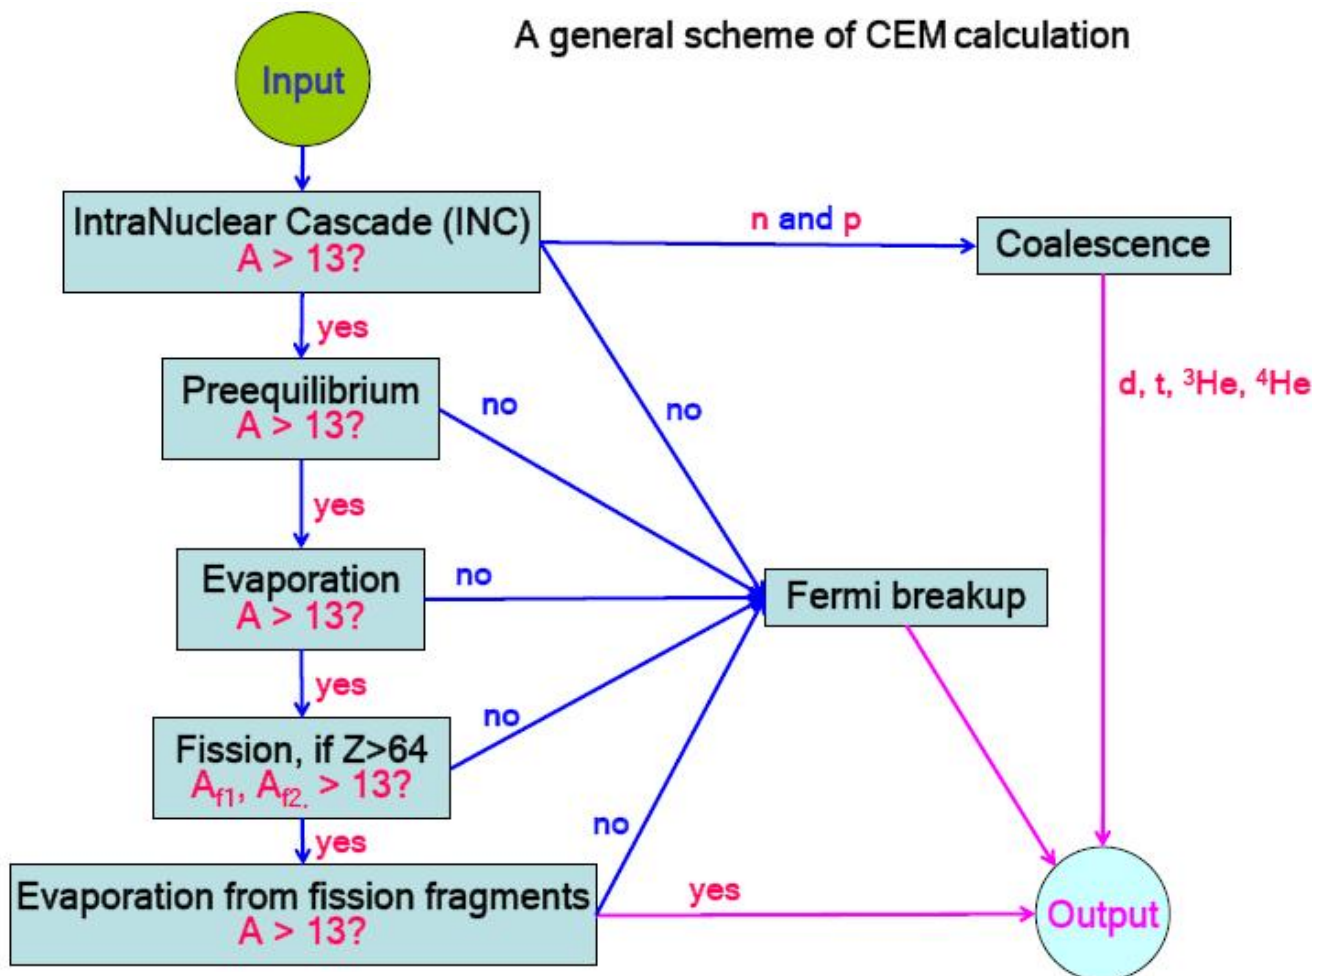 A general scheme of CEM calculation
Input
IntraNuclear Cascade (INC)
A > 13?
n and p
Coalescence
yes
no
d, t, ³He, ⁴He
Preequilibrium
A > 13?
no
yes
Evaporation
A > 13?
no
Fermi breakup
yes
no
Fission, if Z>64
A_f1, A_f2. > 13?
yes
no
Evaporation from fission fragments
A > 13?
yes
Output